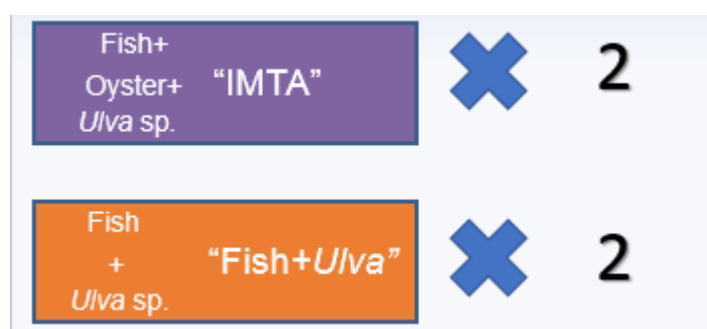 Fish+
Oyster+ “IMTA”
Ulva sp.
2
Fish
+ “Fish+Ulva”
Ulva sp.
2